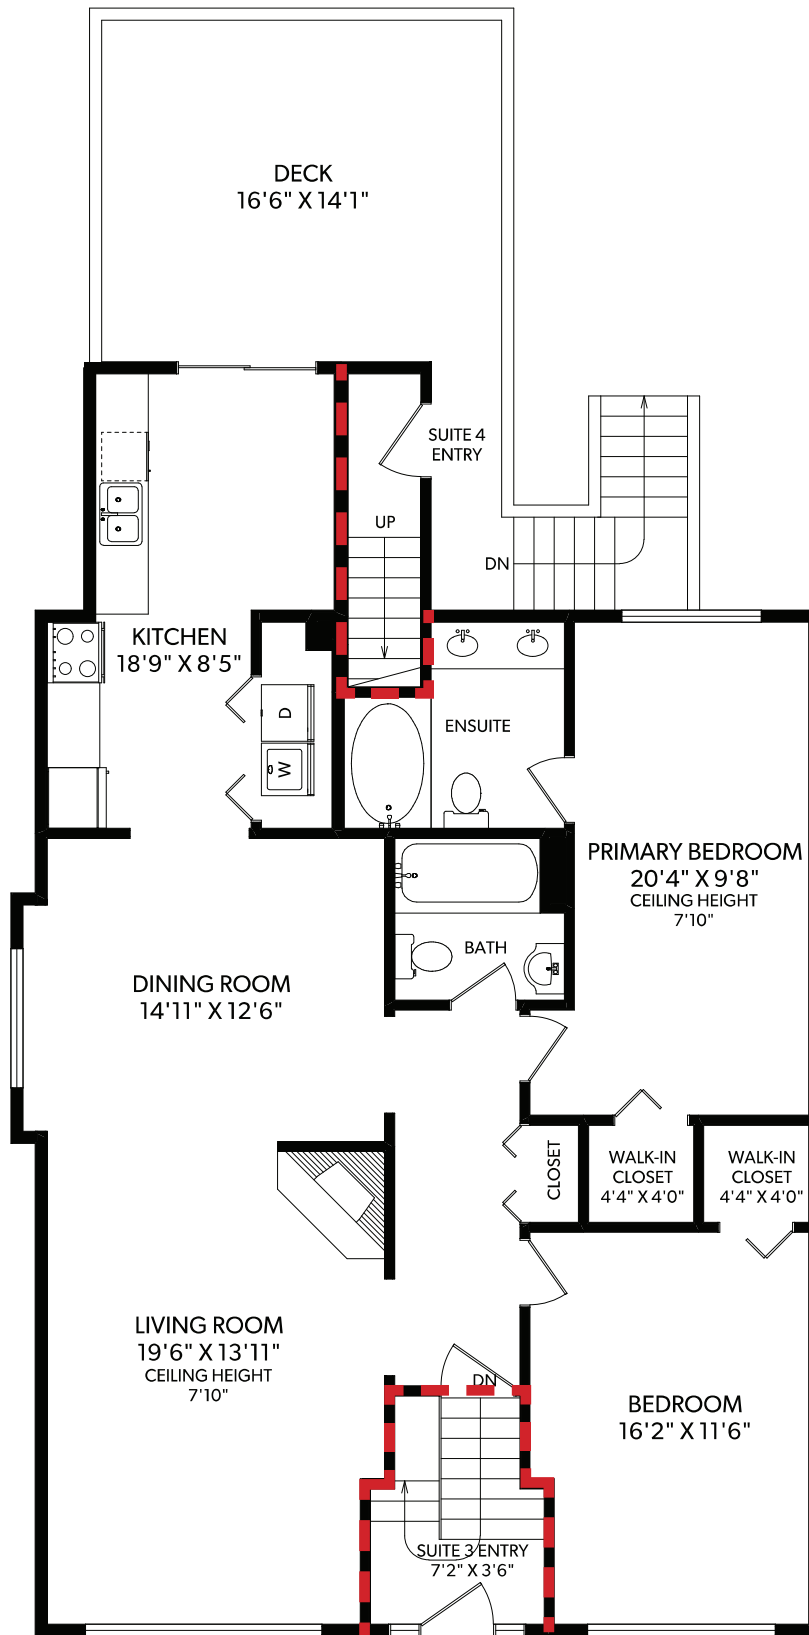 DECK
16'6" X 14'1"
SUITE 4
ENTRY
UP
DN
KITCHEN
18'9" X 8'5"
D
W
ENSUITE
PRIMARY BEDROOM
20'4" X 9'8"
CEILING HEIGHT
7'10"
BATH
DINING ROOM
14'11" X 12'6"
CLOSET
WALK-IN
CLOSET
4'4" X 4'0"
WALK-IN
CLOSET
4'4" X 4'0"
LIVING ROOM
19'6" X 13'11"
CEILING HEIGHT
7'10"
DN
BEDROOM
16'2" X 11'6"
SUITE 3 ENTRY
7'2" X 3'6"